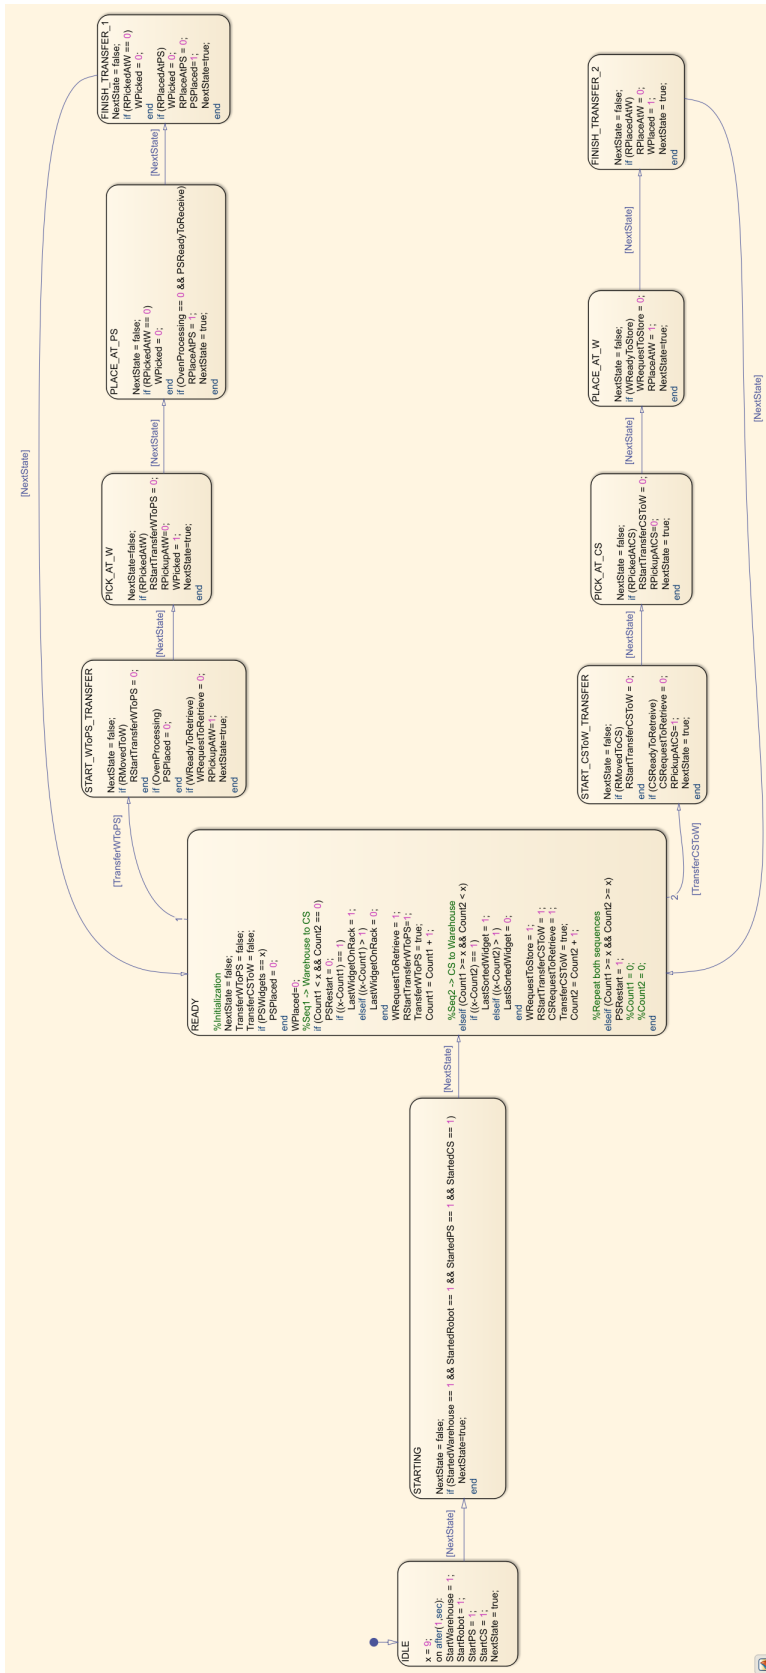 IDLE
x = 9;
on after(1,sec):
StartWarehouse = 1;
StartRobot = 1;
StartPS = 1;
StartCS = 1;
NextState = true;
[NextState]
STARTING
NextState = false;
if (StartedWarehouse == 1 && StartedRobot == 1 && StartedPS == 1 && StartedCS == 1)
NextState=true;
end
[NextState]
READY
%Initialization
NextState = false;
TransferWToPS = false;
TransferCSToW = false;
if (PSWidgets == x)
PSPlaced = 0;
end
WPlaced=0;
%Seq1 -> Warehouse to CS
if (Count1 < x && Count2 == 0)
PSRestart = 0;
if ((x-Count1) == 1)
LastWidgetOnRack = 1;
elseif ((x-Count1) > 1)
LastWidgetOnRack = 0;
end
WRequestToRetrieve = 1;
RStartTransferWToPS=1;
TransferWToPS = true;
Count1 = Count1 + 1;
%Seq2 -> CS to Warehouse
elseif (Count1 >= x && Count2 < x)
if ((x-Count2) == 1)
LastSortedWidget = 1;
elseif ((x-Count2) > 1)
LastSortedWidget = 0;
end
WRequestToStore = 1;
RStartTransferCSToW = 1;
CSRequestToRetrieve = 1;
TransferCSToW = true;
Count2 = Count2 + 1;
%Repeat both sequences
elseif (Count1 >= x && Count2 >= x)
PSRestart = 1;
%Count1 = 0;
%Count2 = 0;
end
1
[TransferWToPS]
START_WToPS_TRANSFER
NextState = false;
if (RMovedToW)
RStartTransferWToPS = 0;
end
if (OvenProcessing)
PSPlaced = 0;
end
if (WReadyToRetrieve)
WRequestToRetrieve = 0;
RPickupAtW=1;
NextState=true;
end
[NextState]
PICK_AT_W
NextState=false;
if (RPickedAtW)
RStartTransferWToPS = 0;
RPickupAtW=0;
WPicked = 1;
NextState=true;
end
[NextState]
PLACE_AT_PS
NextState = false;
if (RPickedAtW == 0)
WPicked = 0;
end
if (OvenProcessing == 0 && PSReadyToReceive)
RPlaceAtPS = 1;
NextState = true;
end
[NextState]
FINISH_TRANSFER_1
NextState = false;
if (RPickedAtW == 0)
WPicked = 0;
end
if (RPlacedAtPS)
WPicked = 0;
RPlaceAtPS = 0;
PSPlaced=1;
NextState=true;
end
[NextState]
2
[TransferCSToW]
START_CSToW_TRANSFER
NextState = false;
if (RMovedToCS)
RStartTransferCSToW = 0;
end
if (CSReadyToRetreive)
CSRequestToRetrieve = 0;
RPickupAtCS=1;
NextState = true;
end
[NextState]
PICK_AT_CS
NextState = false;
if (RPickedAtCS)
RStartTransferCSToW = 0;
RPickupAtCS=0;
NextState = true;
end
[NextState]
PLACE_AT_W
NextState = false;
if (WReadyToStore)
WRequestToStore = 0;
RPlaceAtW = 1;
NextState=true;
end
[NextState]
FINISH_TRANSFER_2
NextState = false;
if (RPlacedAtW)
RPlaceAtW = 0;
WPlaced = 1;
NextState = true;
end
[NextState]